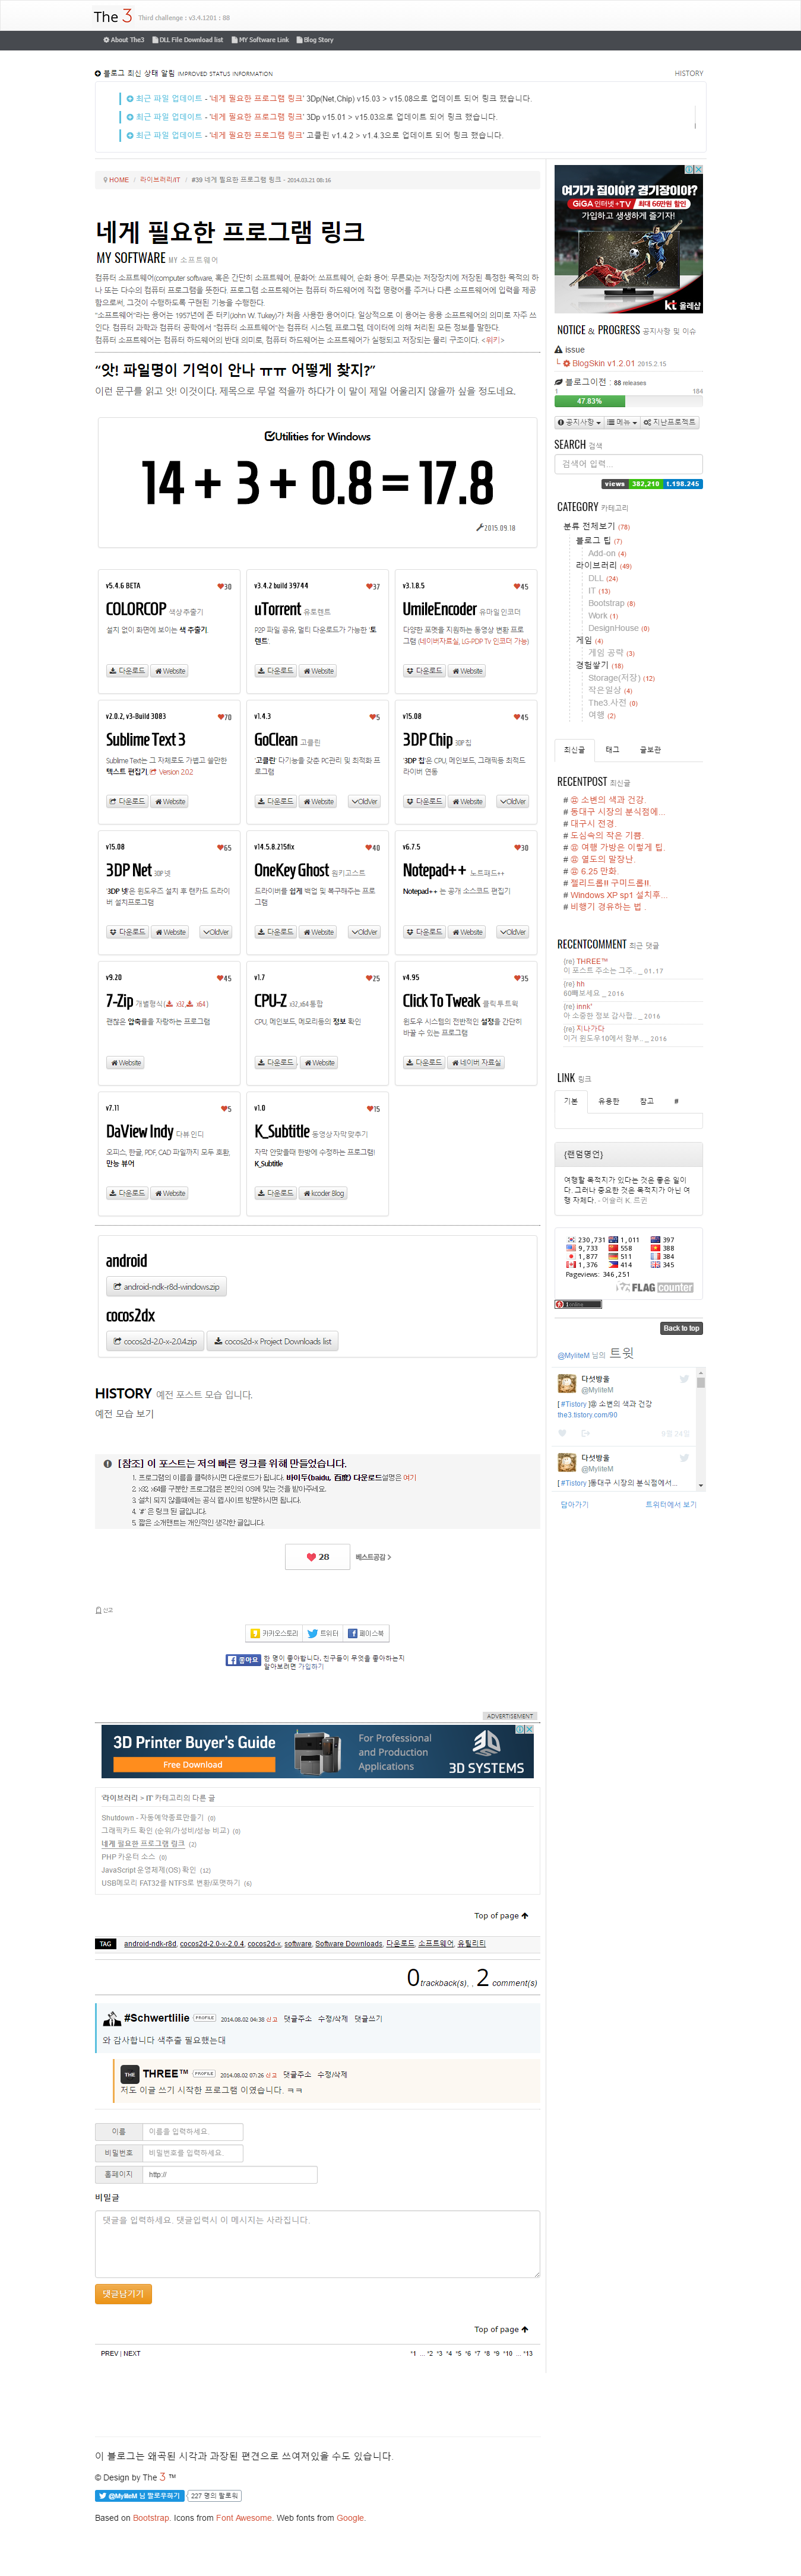 The 3 Third challenge : v3.4.1201 : 88
About The3 DLL File Download list MY Software Link Blog Story
블로그 최신 상태 알림 IMPROVED STATUS INFORMATION HISTORY
최근 파일 업데이트 - '네게 필요한 프로그램 링크' 3Dp(Net,Chip) v15.03 > v15.08으로 업데이트 되어 링크 했습니다.
최근 파일 업데이트 - '네게 필요한 프로그램 링크' 3Dp v15.01 > v15.03으로 업데이트 되어 링크 했습니다.
최근 파일 업데이트 - '네게 필요한 프로그램 링크' 고클린 v1.4.2 > v1.4.3으로 업데이트 되어 링크 했습니다.
HOME / 라이브러리/IT / #39 네게 필요한 프로그램 링크 - 2014.03.21 08:16
네게 필요한 프로그램 링크
MY SOFTWARE MY 소프트웨어
컴퓨터 소프트웨어(computer software, 혹은 간단히 소프트웨어, 문화어: 쏘프트웨어, 순화 용어: 무른모)는 저장장치에 저장된 특정한 목적의 하
나 또는 다수의 컴퓨터 프로그램을 뜻한다. 프로그램 소프트웨어는 컴퓨터 하드웨어에 직접 명령어를 주거나 다른 소프트웨어에 입력을 제공
함으로써, 그것이 수행하도록 구현된 기능을 수행한다.
"소프트웨어"라는 용어는 1957년에 존 터키(John W. Tukey)가 처음 사용한 용어이다. 일상적으로 이 용어는 응용 소프트웨어의 의미로 자주 쓰
인다. 컴퓨터 과학과 컴퓨터 공학에서 "컴퓨터 소프트웨어"는 컴퓨터 시스템, 프로그램, 데이터에 의해 처리된 모든 정보를 말한다.
컴퓨터 소프트웨어는 컴퓨터 하드웨어의 반대 의미로, 컴퓨터 하드웨어는 소프트웨어가 실행되고 저장되는 물리 구조이다. <위키>
"앗! 파일명이 기억이 안나 ㅠㅠ 어떻게 찾지?"
이런 문구를 읽고 앗! 이것이다. 제목으로 무얼 적을까 하다가 이 말이 제일 어울리지 않을까 싶을 정도네요.
Utilities for Windows
14 + 3 + 0.8 = 17.8
2015.09.18
v5.4.6 BETA 30
COLORCOP 색상추출기
설치 없이 화면에 보이는 색 추출기.
다운로드 Website
v3.4.2 build 39744 37
uTorrent 유토렌트
P2P 파일 공유, 멀티 다운로드가 가능한 '토
렌트'.
다운로드 Website
v3.1.8.5 45
UmileEncoder 유마일인코더
다양한 포멧을 지원하는 동영상 변환 프로
그램 (네이버자료실, LG-PDP Tv 인코더 가능)
다운로드 Website
v2.0.2, v3-Build 3083 70
Sublime Text 3
Sublime Text는 그 자체로도 가볍고 쓸만한
텍스트 편집기. Version 2.0.2
다운로드 Website
v1.4.3 5
GoClean 고클린
'고클린' 다기능을 갖춘 PC관리 및 최적화 프
로그램
다운로드 Website OldVer
v15.08 45
3DP Chip 3DP 칩
'3DP 칩'은 CPU, 메인보드, 그래픽등 최적드
라이버 연동
다운로드 Website OldVer
v15.08 65
3DP Net 3DP 넷
'3DP 넷'은 윈도우즈 설치 후 랜카드 드라이
버 설치프로그램
다운로드 Website OldVer
v14.5.8.215fix 40
OneKey Ghost 원키고스트
드라이버를 쉽게 백업 및 복구해주는 프로
그램
다운로드 Website OldVer
v6.7.5 30
Notepad++ 노트패드++
Notepad++ 는 공개 소스코드 편집기
다운로드 Website OldVer
v9.20 45
7-Zip 개별형식( x32, x64 )
괜찮은 압축률을 자랑하는 프로그램
Website
v1.7 25
CPU-Z x32,x64통합
CPU, 메인보드, 메모리등의 정보 확인
다운로드 Website
v4.95 35
Click To Tweak 클릭투트윅
윈도우 시스템의 전반적인 설정을 간단히
바꿀 수 있는 프로그램
다운로드 네이버 자료실
v7.11 5
DaView Indy 다뷰인디
오피스, 한글, PDF, CAD 파일까지 모두 호환,
만능 뷰어
다운로드 Website
v1.0 15
K_Subtitle 동영상자막맞추기
자막 안맞을때 한방에 수정하는 프로그램!
K_Subtitle
다운로드 kcoder Blog
android
android-ndk-r8d-windows.zip
cocos2dx
cocos2d-2.0-x-2.0.4.zip cocos2d-x Project Downloads list
HISTORY 예전 포스트 모습 입니다.
예전 모습 보기
[참조] 이 포스트는 저의 빠른 링크를 위해 만들었습니다.
1. 프로그램의 이름을 클릭하시면 다운로드가 됩니다. 바이두(baidu, 百度) 다운로드설명은 여기
2. x32, x64를 구분한 프로그램은 본인의 OS에 맞는 것을 받아주세요.
3. 설치 되지 않을때에는 공식 웹사이트 방문하시면 됩니다.
4. '#' 은 링크 된 글입니다.
5. 짧은 소개맨트는 개인적인 생각한 글입니다.
28 베스트공감 >
신고
카카오스토리 트위터 페이스북
좋아요 한 명이 좋아합니다. 친구들이 무엇을 좋아하는지
알아보려면 가입하기
ADVERTISEMENT
3D Printer Buyer's Guide
Free Download
For Professional
and Production
Applications
3D SYSTEMS
'라이브러리 > IT' 카테고리의 다른 글
Shutdown - 자동예약종료만들기 (0)
그래픽카드 확인 (순위/가성비/성능 비교) (0)
네게 필요한 프로그램 링크 (2)
PHP 카운터 소스 (0)
JavaScript 운영체제(OS) 확인 (12)
USB메모리 FAT32를 NTFS로 변환/포맷하기 (6)
Top of page
TAG android-ndk-r8d, cocos2d-2.0-x-2.0.4, cocos2d-x, software, Software Downloads, 다운로드, 소프트웨어, 유틸리티
0 trackback(s), , 2 comment(s)
#Schwertlilie PROFILE 2014.08.02 04:38 신고 댓글주소 수정/삭제 댓글쓰기
와 감사합니다 색추출 필요했는대
THREE™ PROFILE 2014.08.02 07:26 신고 댓글주소 수정/삭제
저도 이글 쓰기 시작한 프로그램 이였습니다. ㅋㅋ
이름 이름을 입력하세요.
비밀번호 비밀번호를 입력하세요.
홈페이지 http://
비밀글
댓글을 입력하세요. 댓글입력시 이 메시지는 사라집니다.
댓글남기기
Top of page
PREV | NEXT *1 ... *2 *3 *4 *5 *6 *7 *8 *9 *10 ... *13
여기가 집이가? 경기장이야?
GiGA 인터넷+TV 최대 66만원 할인
가입하고 생생하게 즐기자!
kt 올레샵
NOTICE & PROGRESS 공지사항 및 이슈
issue
└ BlogSkin v1.2.01 2015.2.15
블로그이전 : 88 releases
1 184
47.83%
공지사항 메뉴 지난프로젝트
SEARCH 검색
검색어 입력...
views 382,210 1.198.245
CATEGORY 카테고리
분류 전체보기 (78)
블로그 팁 (7)
Add-on (4)
라이브러리 (49)
DLL (24)
IT (13)
Bootstrap (8)
Work (1)
DesignHouse (0)
게임 (4)
게임 공략 (3)
경험쌓기 (18)
Storage(저장) (12)
작은일상 (4)
The3.사전 (0)
여행 (2)
최신글 태그 글보관
RECENTPOST 최신글
# ㉾ 소변의 색과 건강.
# 동대구 시장의 분식점에...
# 대구시 전경.
# 도심속의 작은 기쁨.
# ㉾ 여행 가방은 이렇게 팁.
# ㉾ 열도의 말장난.
# ㉾ 6.25 만화.
# 젤리드롭!! 구미드롭!!.
# Windows XP sp1 설치후...
# 비행기 경유하는 법 .
RECENTCOMMENT 최근 댓글
(re) THREE™
이 포스트 주소는 그주.. _ 01.17
(re) hh
60빼보세요 _ 2016
(re) innk'
아 소중한 정보 감사합.. _ 2016
(re) 지나가다
이거 윈도우10에서 함부.. _ 2016
LINK 링크
기본 유용한 참고 #
{랜덤명언}
여행할 목적지가 있다는 것은 좋은 일이
다. 그러나 중요한 것은 목적지가 아닌 여
행 자체다. - 어슐러 K. 르귄
230,731 1,011 397
9,733 558 388
1,877 511 384
1,376 414 345
Pageviews: 346,251
FLAG counter
1online
Back to top
@MyliteM 님의 트윗
다섯방울
@MyliteM
[ #Tistory ]㉾ 소변의 색과 건강
the3.tistory.com/90
9월 24일
다섯방울
@MyliteM
[ #Tistory ]동대구 시장의 분식점에서...
담아가기 트위터에서 보기
이 블로그는 왜곡된 시각과 과장된 편견으로 쓰여져있을 수도 있습니다.
© Design by The 3 ™
@MyliteM 님 팔로우하기 227 명의 팔로워
Based on Bootstrap. Icons from Font Awesome. Web fonts from Google.